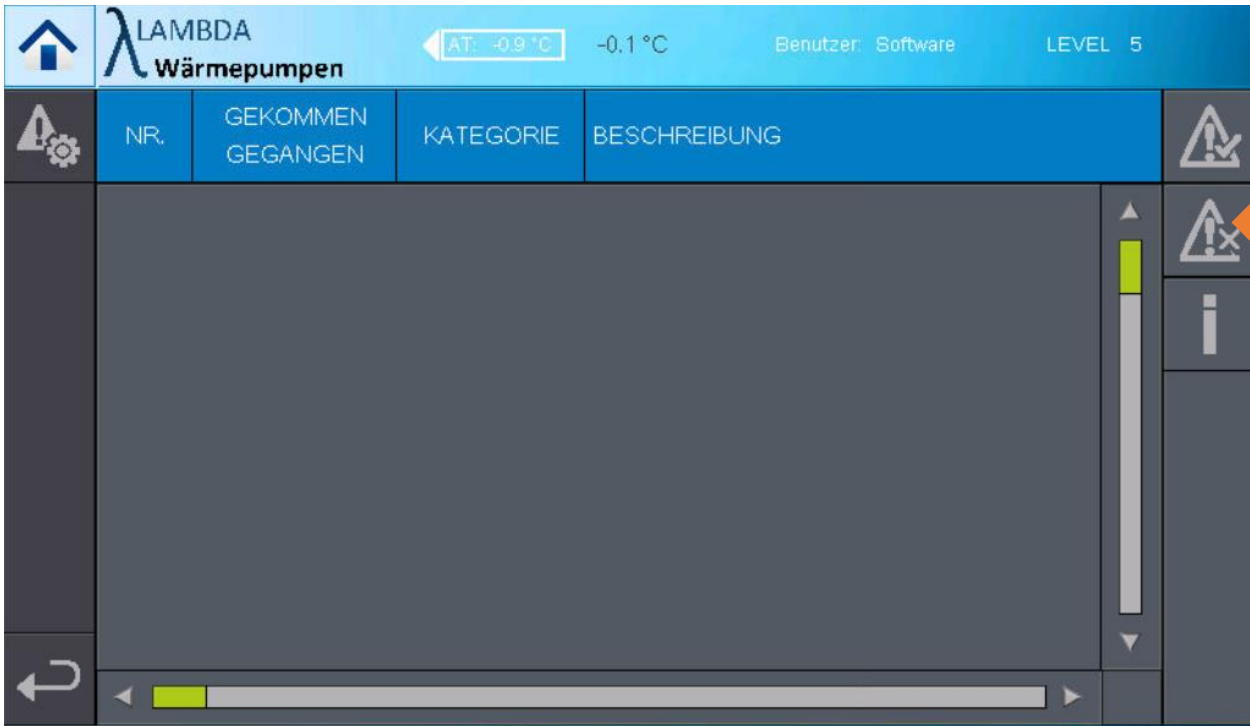 LAMBDA
Wärmepumpen
AT: -0.9 °C
-0.1 °C
Benutzer: Software
LEVEL 5
NR.
GEKOMMEN
GEGANGEN
KATEGORIE
BESCHREIBUNG